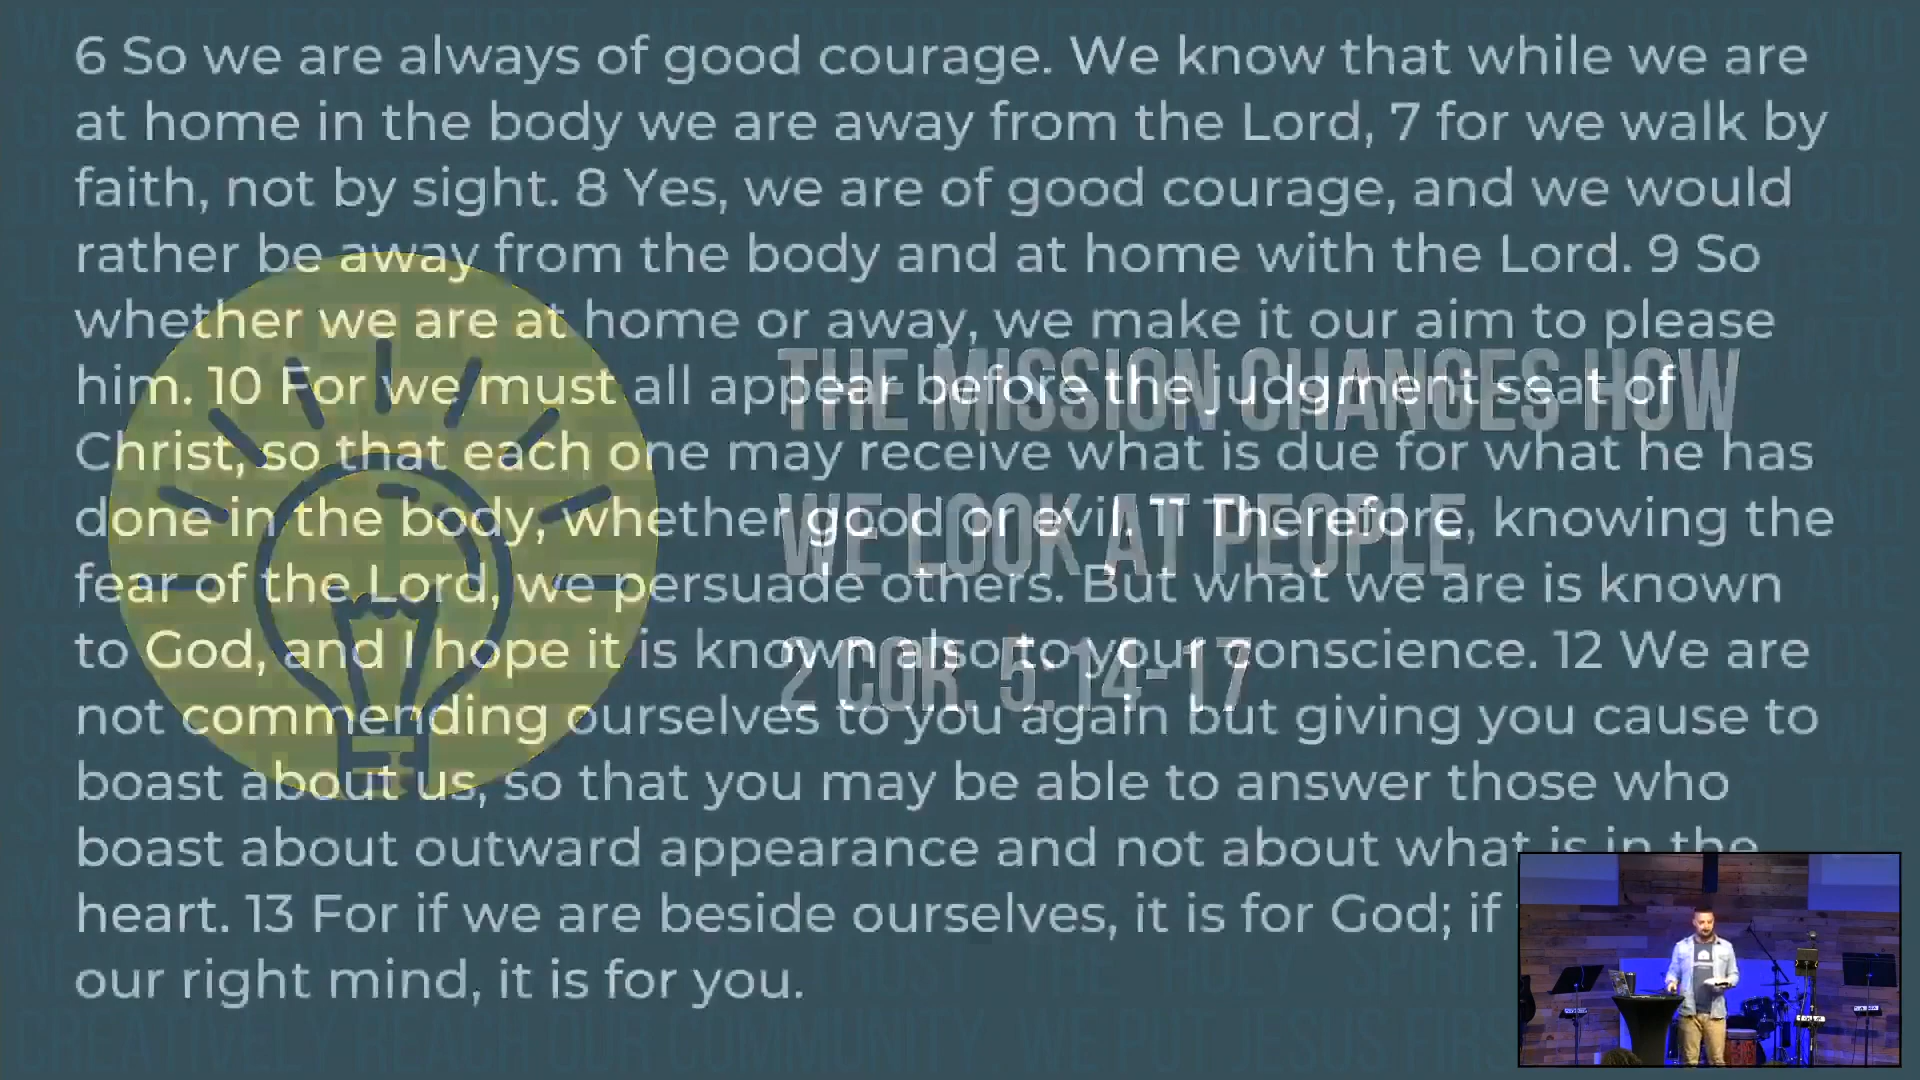 6 So we are always of good courage. We know that while we are
at home in the body we are away from the Lord, 7 for we walk by
faith, not by sight. 8 Yes, we are of good courage, and we would
rather be away from the body and at home with the Lord. 9 So
whether we are at home or away, we make it our aim to please
him. 10 For we must all appear before the judgment seat of
Christ, so that each one may receive what is due for what he has
done in the body, whether good or evil. 11 Therefore, knowing the
fear of the Lord, we persuade others. But what we are is known
to God, and I hope it is known also to your conscience. 12 We are
not commending ourselves to you again but giving you cause to
boast about us, so that you may be able to answer those who
boast about outward appearance and not about what is in the
heart. 13 For if we are beside ourselves, it is for God; if
our right mind, it is for you.
THE MISSION CHANGES HOW
WE LOOK AT PEOPLE
2 COR. 5:14-17